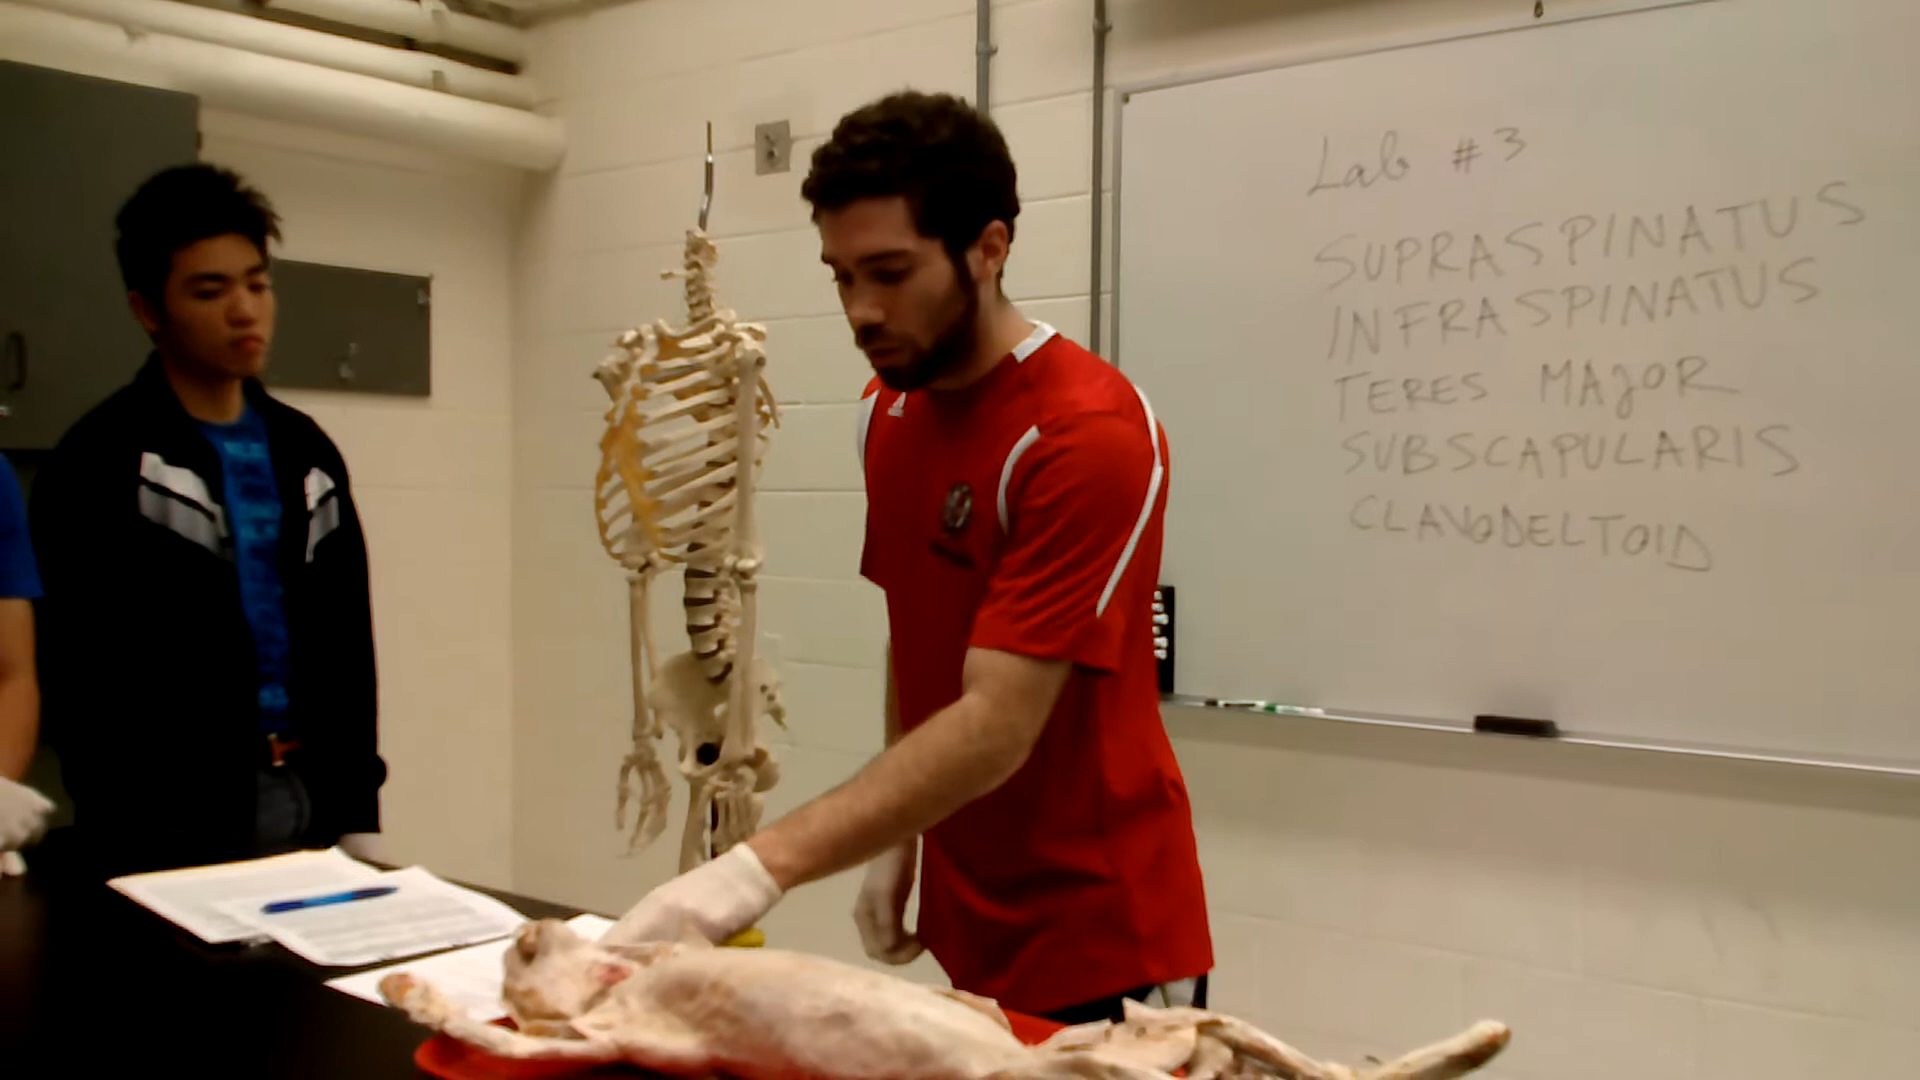 Lab #3
SUPRASPINATUS
INFRASPINATUS
TERES MAJOR
SUBSCAPULARIS
CLAVODELTOID